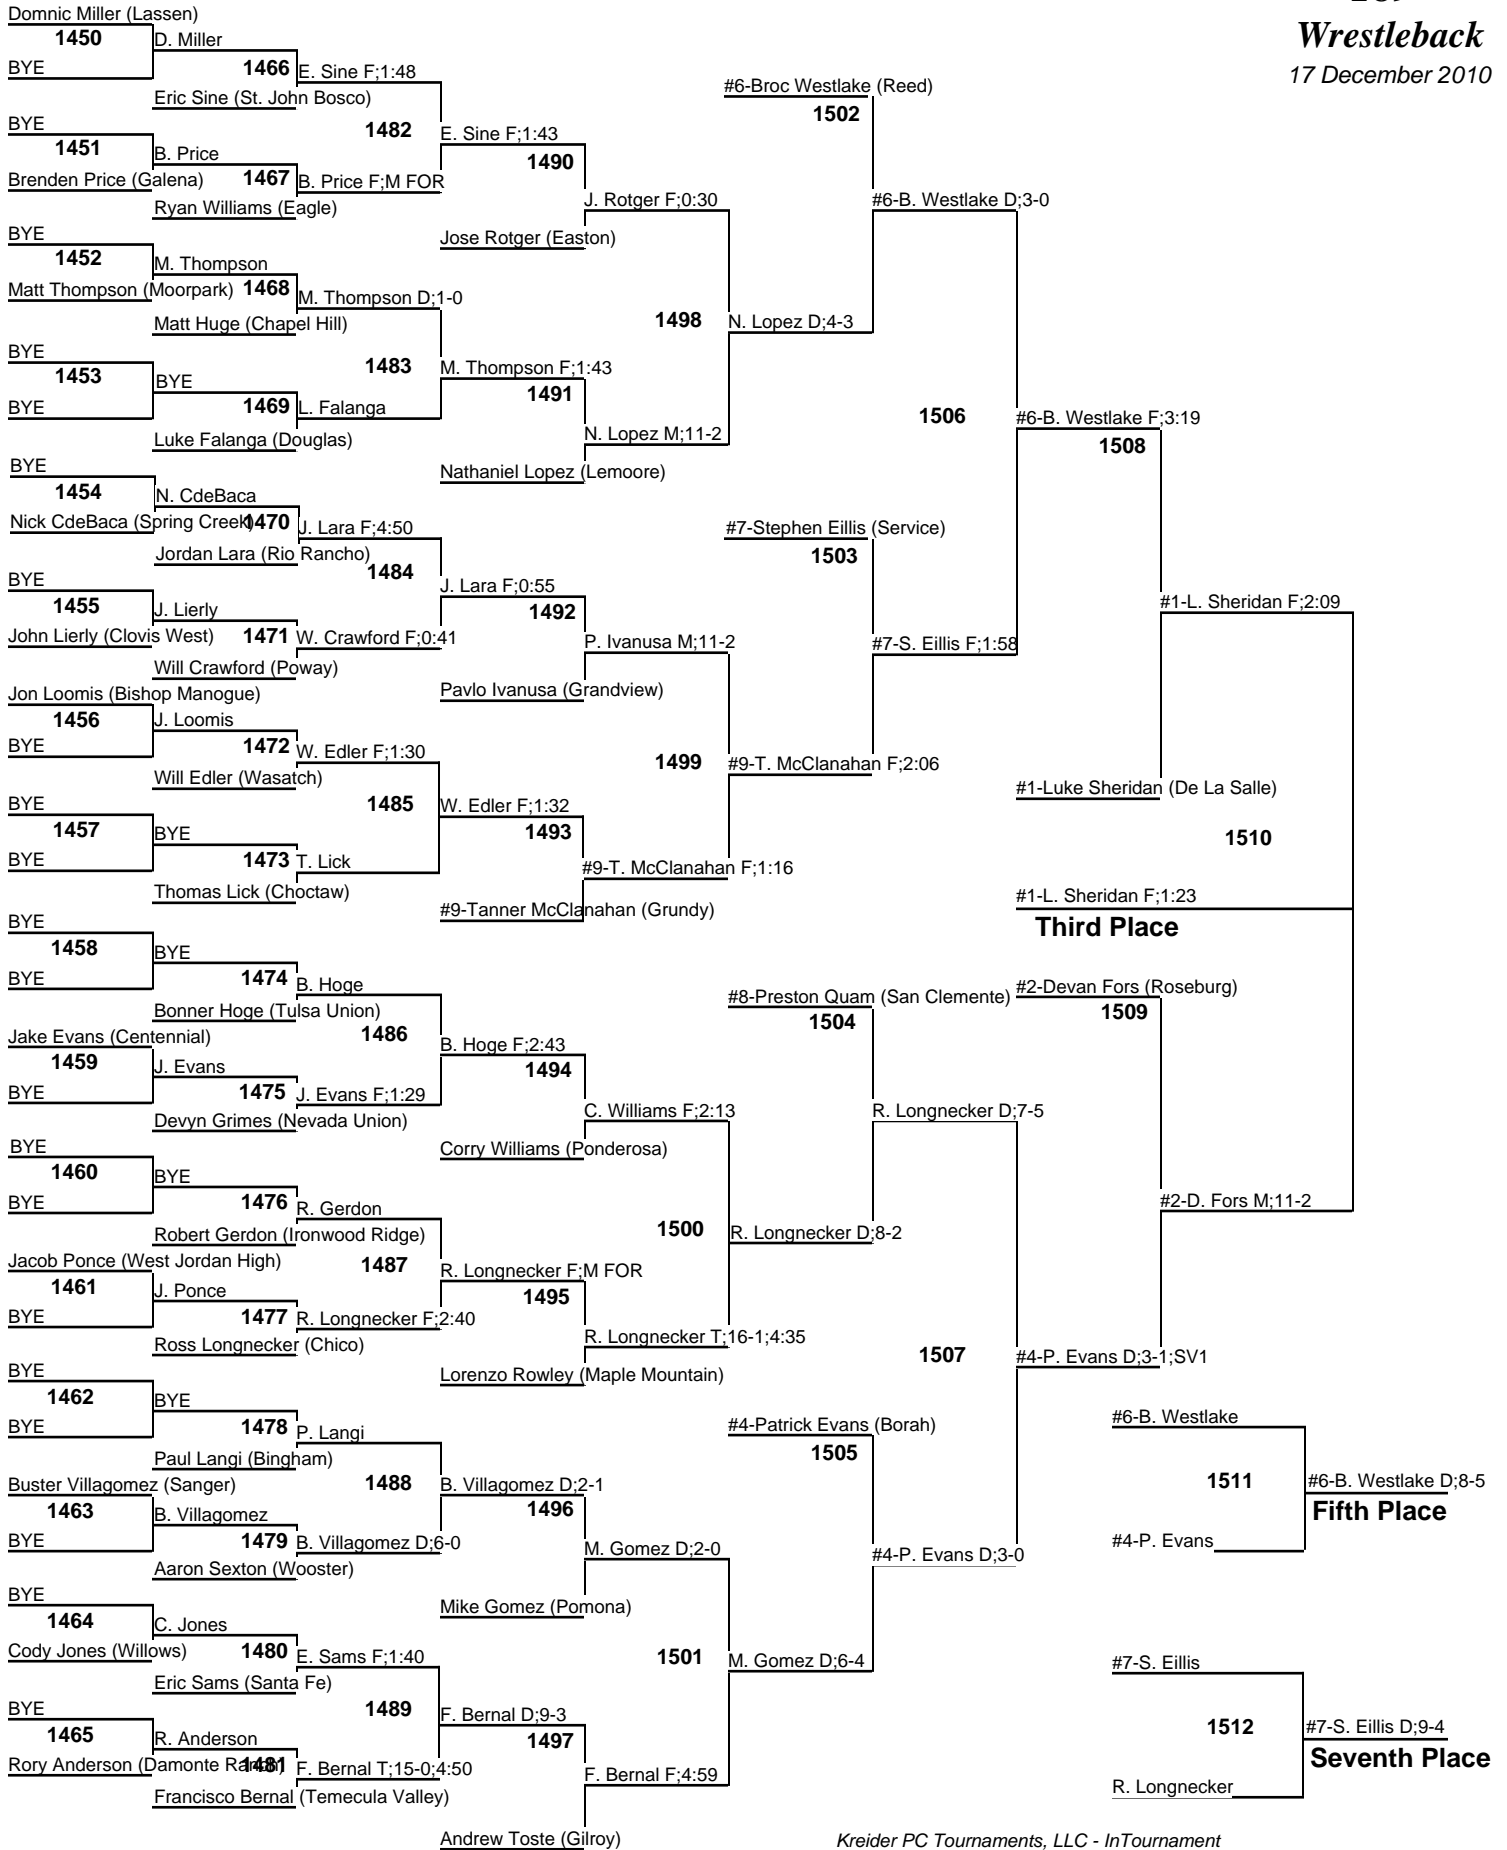 Wrestleback
17 December 2010
Domnic Miller (Lassen)
1450
BYE
BYE
1451
Brenden Price (Galena)
BYE
1452
Matt Thompson (Moorpark)
BYE
1453
BYE
BYE
1454
Nick CdeBaca (Spring Creek)
BYE
1455
John Lierly (Clovis West)
Jon Loomis (Bishop Manogue)
1456
BYE
BYE
1457
BYE
BYE
1458
BYE
Jake Evans (Centennial)
1459
BYE
BYE
1460
BYE
Jacob Ponce (West Jordan High)
1461
BYE
BYE
1462
BYE
Buster Villagomez (Sanger)
1463
BYE
BYE
1464
Cody Jones (Willows)
BYE
1465
Rory Anderson (Damonte Ranch)
D. Miller
1466
Eric Sine (St. John Bosco)
B. Price
1467
Ryan Williams (Eagle)
M. Thompson
1468
Matt Huge (Chapel Hill)
BYE
1469
Luke Falanga (Douglas)
N. CdeBaca
1470
Jordan Lara (Rio Rancho)
J. Lierly
1471
Will Crawford (Poway)
J. Loomis
1472
Will Edler (Wasatch)
BYE
1473
Thomas Lick (Choctaw)
BYE
1474
Bonner Hoge (Tulsa Union)
J. Evans
1475
Devyn Grimes (Nevada Union)
BYE
1476
Robert Gerdon (Ironwood Ridge)
J. Ponce
1477
Ross Longnecker (Chico)
BYE
1478
Paul Langi (Bingham)
B. Villagomez
1479
Aaron Sexton (Wooster)
C. Jones
1480
Eric Sams (Santa Fe)
R. Anderson
1481
Francisco Bernal (Temecula Valley)
E. Sine F;1:48
1482
B. Price F;M FOR
M. Thompson D;1-0
1483
L. Falanga
J. Lara F;4:50
1484
W. Crawford F;0:41
W. Edler F;1:30
1485
T. Lick
B. Hoge
1486
J. Evans F;1:29
R. Gerdon
1487
R. Longnecker F;2:40
P. Langi
1488
B. Villagomez D;6-0
E. Sams F;1:40
1489
F. Bernal T;15-0;4:50
E. Sine F;1:43
1490
Jose Rotger (Easton)
M. Thompson F;1:43
1491
Nathaniel Lopez (Lemoore)
J. Lara F;0:55
1492
Pavlo Ivanusa (Grandview)
W. Edler F;1:32
1493
#9-Tanner McClanahan (Grundy)
B. Hoge F;2:43
1494
Corry Williams (Ponderosa)
R. Longnecker F;M FOR
1495
Lorenzo Rowley (Maple Mountain)
B. Villagomez D;2-1
1496
Mike Gomez (Pomona)
F. Bernal D;9-3
1497
Andrew Toste (Gilroy)
J. Rotger F;0:30
1498
N. Lopez M;11-2
P. Ivanusa M;11-2
1499
#9-T. McClanahan F;1:16
C. Williams F;2:13
1500
R. Longnecker T;16-1;4:35
M. Gomez D;2-0
1501
F. Bernal F;4:59
#6-Broc Westlake (Reed)
1502
N. Lopez D;4-3
#7-Stephen Eillis (Service)
1503
#9-T. McClanahan F;2:06
#8-Preston Quam (San Clemente)
1504
R. Longnecker D;8-2
#4-Patrick Evans (Borah)
1505
M. Gomez D;6-4
#6-B. Westlake D;3-0
1506
#7-S. Eillis F;1:58
R. Longnecker D;7-5
1507
#4-P. Evans D;3-0
#6-B. Westlake F;3:19
1508
#1-Luke Sheridan (De La Salle)
#2-Devan Fors (Roseburg)
1509
#4-P. Evans D;3-1;SV1
#1-L. Sheridan F;2:09
1510
#2-D. Fors M;11-2
#1-L. Sheridan F;1:23
Third Place
#6-B. Westlake
1511
#4-P. Evans
#6-B. Westlake D;8-5
Fifth Place
#7-S. Eillis
1512
R. Longnecker
#7-S. Eillis D;9-4
Seventh Place
Kreider PC Tournaments, LLC - InTournament